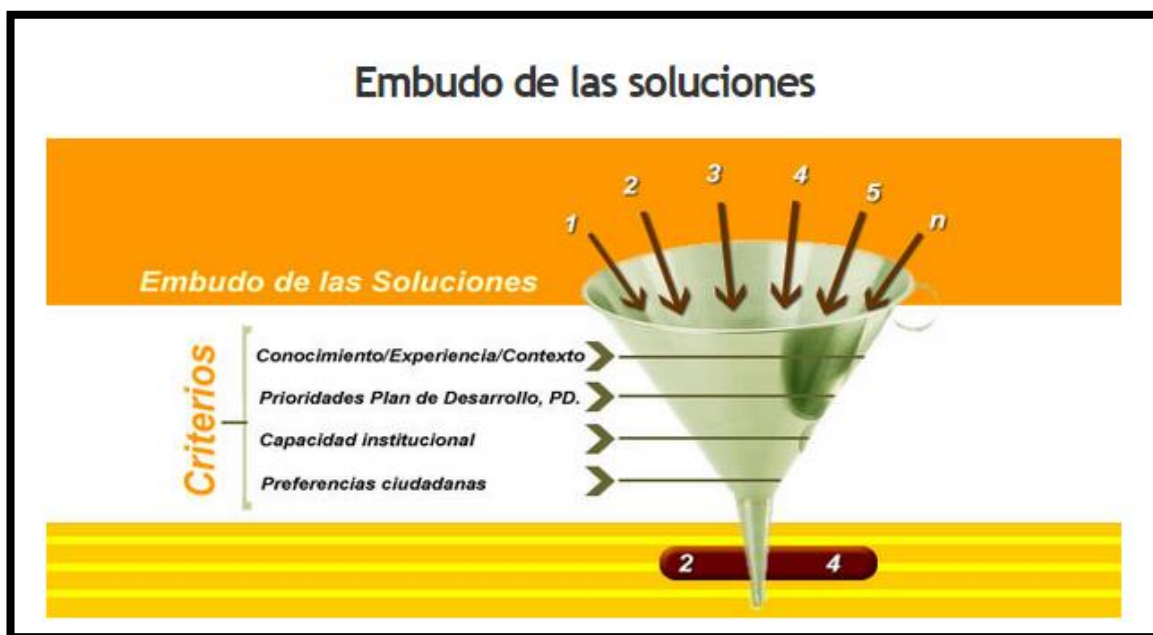 Embudo de las soluciones
1 2 3 4 5 n
Embudo de las Soluciones
Criterios
Conocimiento/Experiencia/Contexto
Prioridades Plan de Desarrollo, PD.
Capacidad institucional
Preferencias ciudadanas
2 4